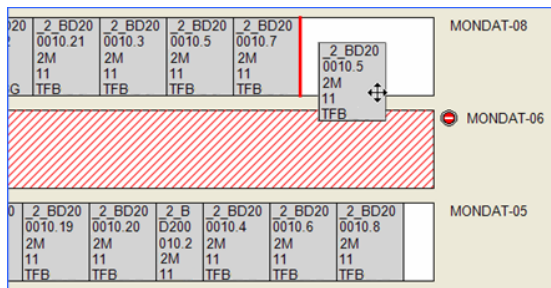 020 _2_BD20 _2_BD20 _2_BD20 _2_BD20 MONDAT-08
0010.21 0010.3 0010.5 0010.7
2M 2M 2M 2M
11 11 11 11
G TFB TFB TFB TFB
_2_BD20
0010.5
2M
11
TFB
MONDAT-06
0 _2_BD20 _2_BD20 _2_B _2_BD20 _2_BD20 _2_BD20 MONDAT-05
0010.19 0010.20 D200 0010.4 0010.6 0010.8
2M 2M 010.2 2M 2M 2M
11 11 2M 11 11 11
TFB TFB 11 TFB TFB TFB